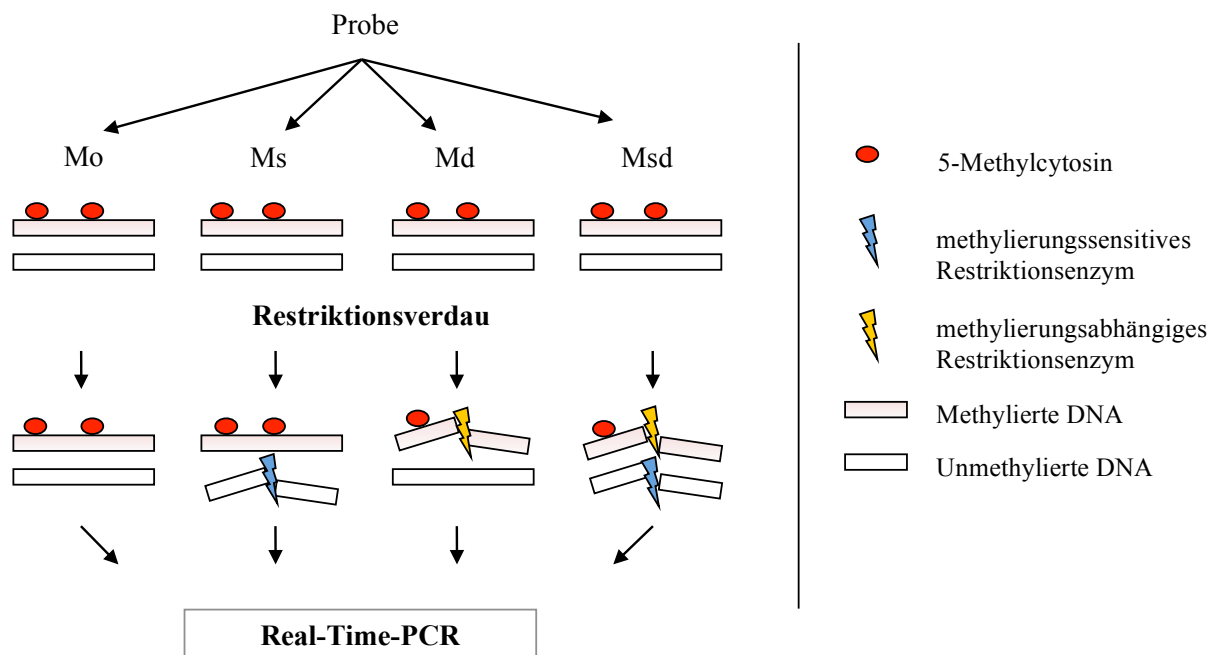 Probe
Mo
Ms
Md
Msd
Restriktionsverdau
Real-Time-PCR
5-Methylcytosin
methylierungssensitives
Restriktionsenzym
methylierungsabhängiges
Restriktionsenzym
Methylierte DNA
Unmethylierte DNA